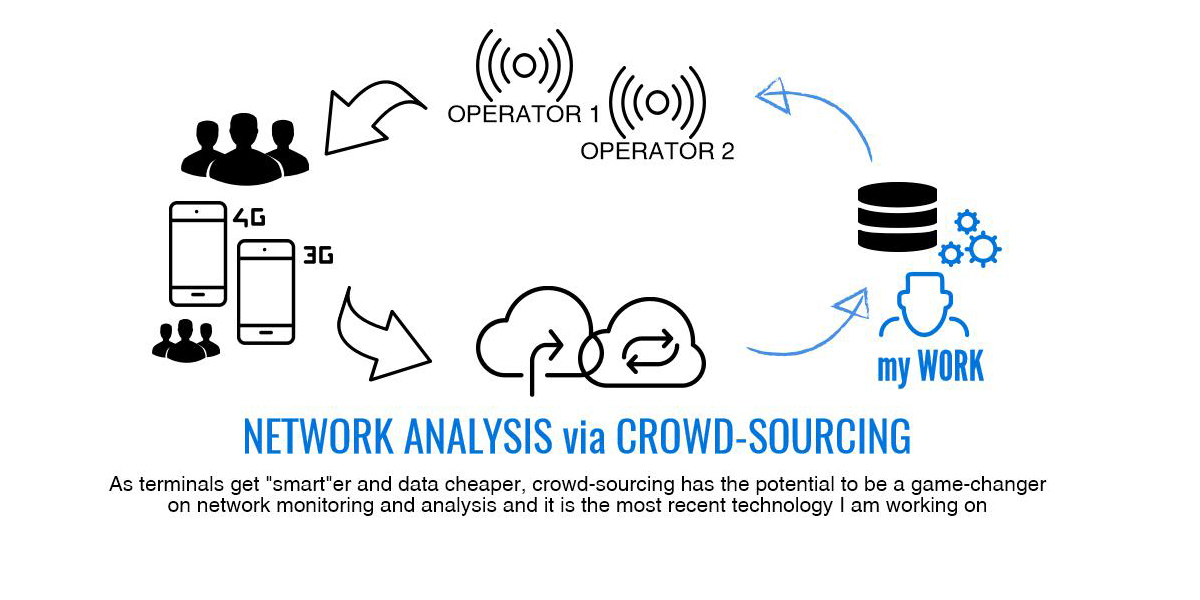 OPERATOR 1
OPERATOR 2
4G
3G
my WORK
NETWORK ANALYSIS via CROWD-SOURCING
As terminals get "smart"er and data cheaper, crowd-sourcing has the potential to be a game-changer
on network monitoring and analysis and it is the most recent technology I am working on